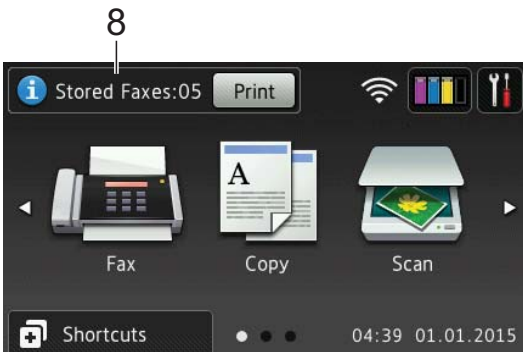 8
Stored Faxes:05 Print
A
Fax Copy Scan
Shortcuts 04:39 01.01.2015